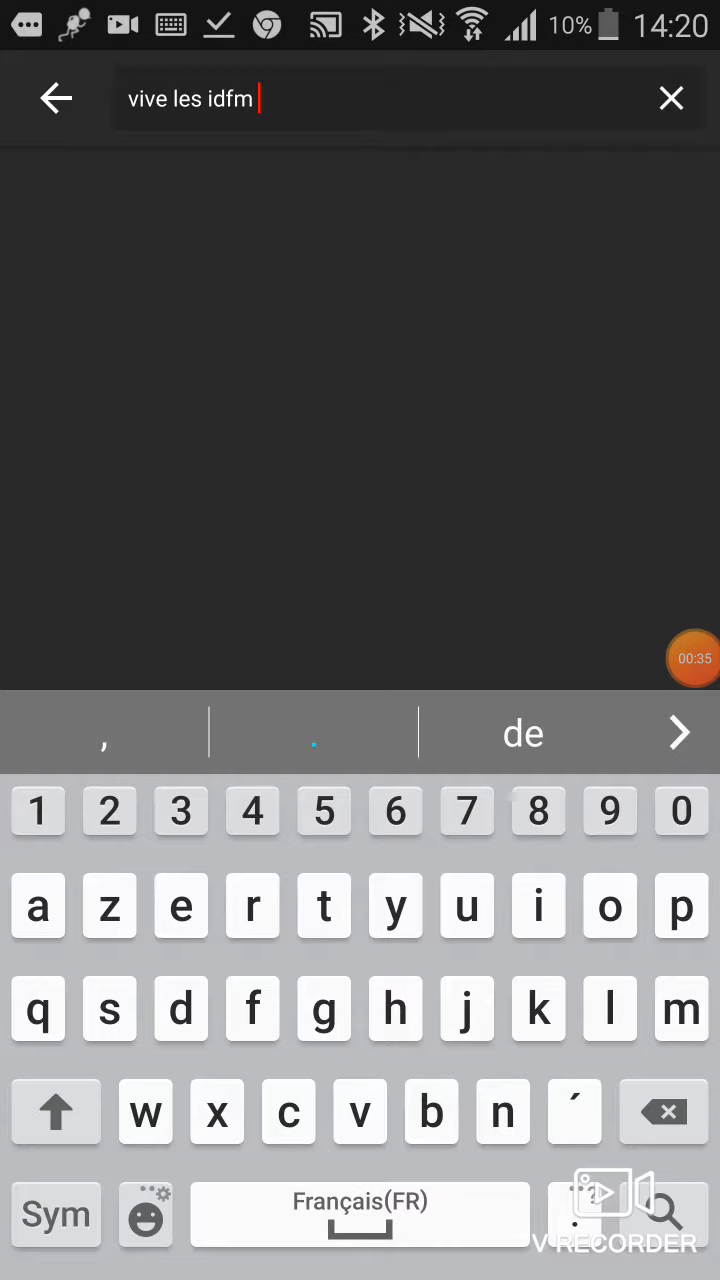 10% 14:20
vive les idfm
00:35
, . de
1 2 3 4 5 6 7 8 9 0
a z e r t y u i o p
q s d f g h j k l m
w x c v b n ´
Sym Français(FR) . ?
V RECORDER